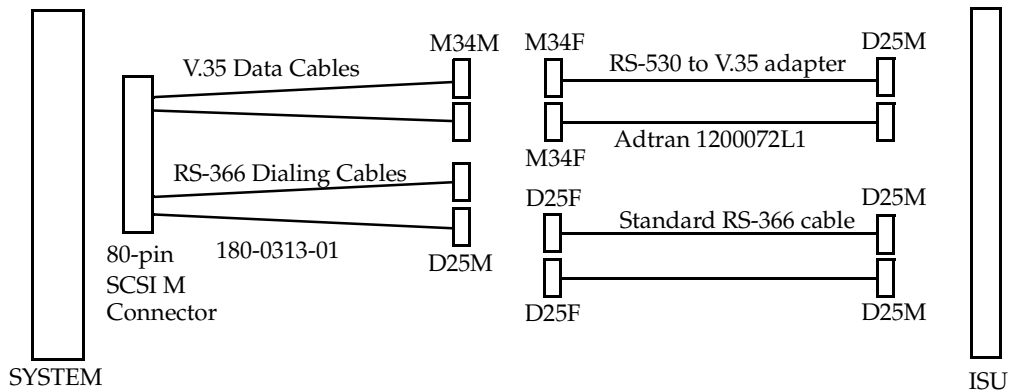 M34M
M34F
D25M
V.35 Data Cables
RS-530 to V.35 adapter
Adtran 1200072L1
M34F
RS-366 Dialing Cables
D25F
D25M
Standard RS-366 cable
180-0313-01
80-pin
SCSI M
Connector
D25M
D25F
D25M
SYSTEM
ISU